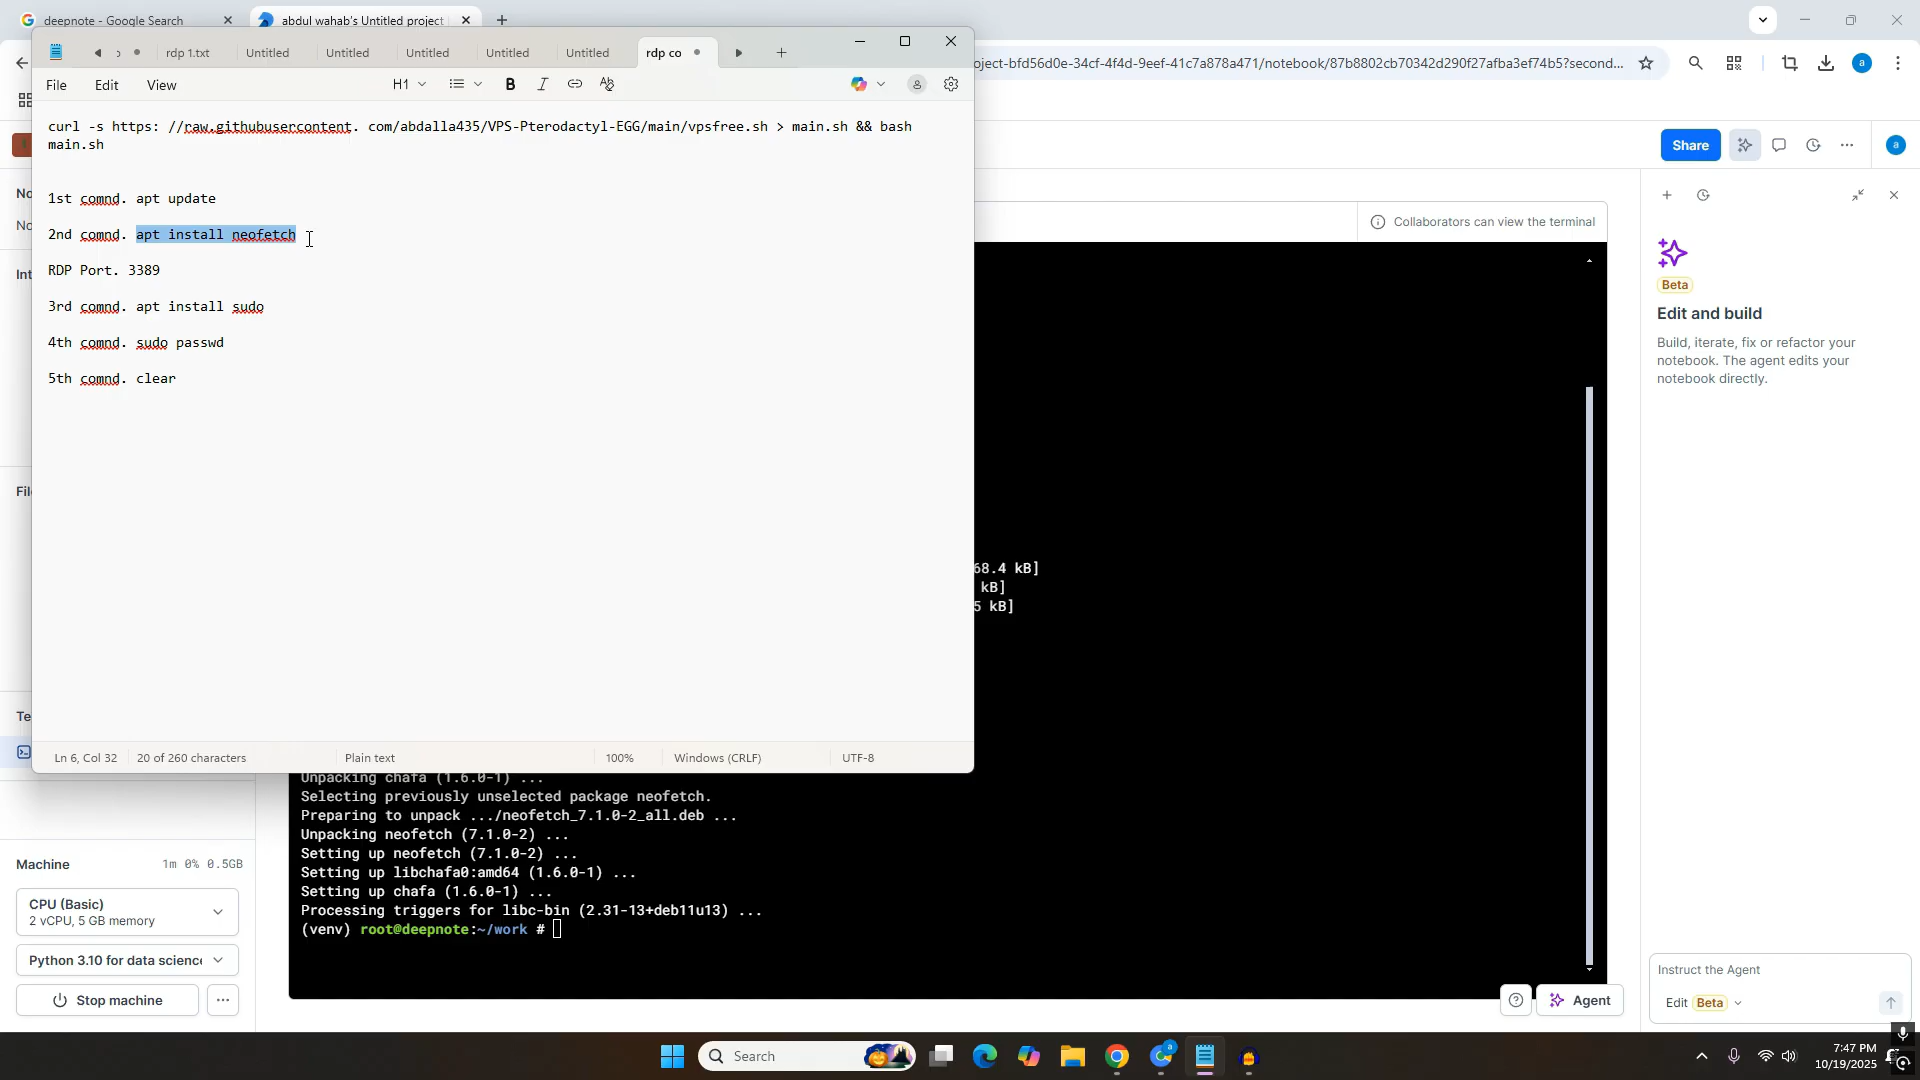 deepnote - Google Search
abdul wahab's Untitled project
oject-bfd56d0e-34cf-4f4d-9eef-41c7a878a471/notebook/87b8802cb70342d290f27afba3ef74b5?second...
a
rdp 1.txt
Untitled
Untitled
Untitled
Untitled
Untitled
rdp co
File
Edit
View
H1
curl -s https: //raw.githubusercontent. com/abdalla435/VPS-Pterodactyl-EGG/main/vpsfree.sh > main.sh && bash
main.sh
1st comnd. apt update
2nd comnd. apt install neofetch
RDP Port. 3389
3rd comnd. apt install sudo
4th comnd. sudo passwd
5th comnd. clear
Ln 6, Col 32
20 of 260 characters
Plain text
100%
Windows (CRLF)
UTF-8
No
No
Int
File
Te
Share
a
Collaborators can view the terminal
Beta
Edit and build
Build, iterate, fix or refactor your
notebook. The agent edits your
notebook directly.
68.4 kB]
kB]
5 kB]
Unpacking chafa (1.6.0-1) ...
Selecting previously unselected package neofetch.
Preparing to unpack .../neofetch_7.1.0-2_all.deb ...
Unpacking neofetch (7.1.0-2) ...
Setting up neofetch (7.1.0-2) ...
Setting up libchafa0:amd64 (1.6.0-1) ...
Setting up chafa (1.6.0-1) ...
Processing triggers for libc-bin (2.31-13+deb11u13) ...
(venv) root@deepnote:~/work #
Machine
1m 0% 0.5GB
CPU (Basic)
2 vCPU, 5 GB memory
Python 3.10 for data science
Stop machine
Agent
Instruct the Agent
Edit Beta
Search
a
7:47 PM
10/19/2025